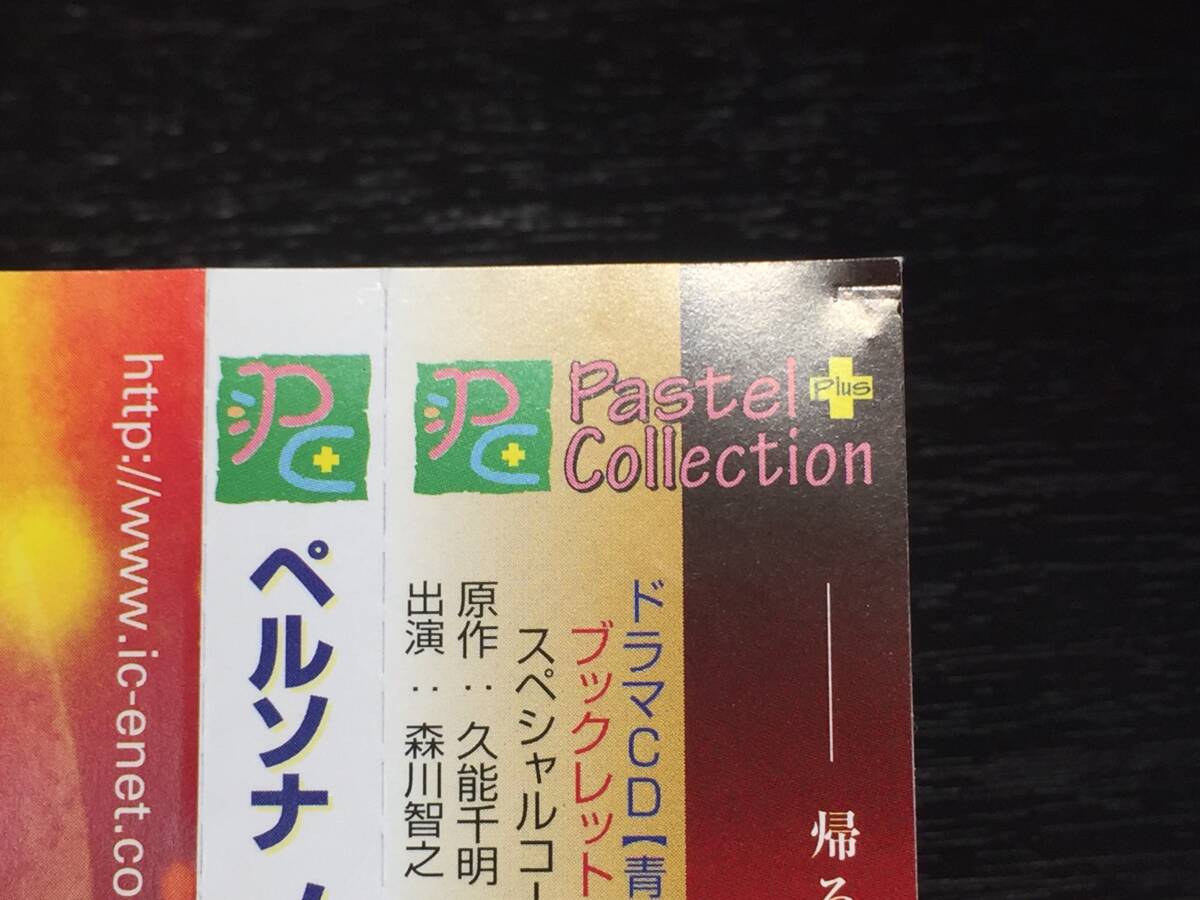 Pastel Plus
Collection
― 帰る
ドラマCD【青
ブックレット
スペシャルコー
原作：久能千明
出演：森川智之
ペルソナ
http://www.ic-enet.co